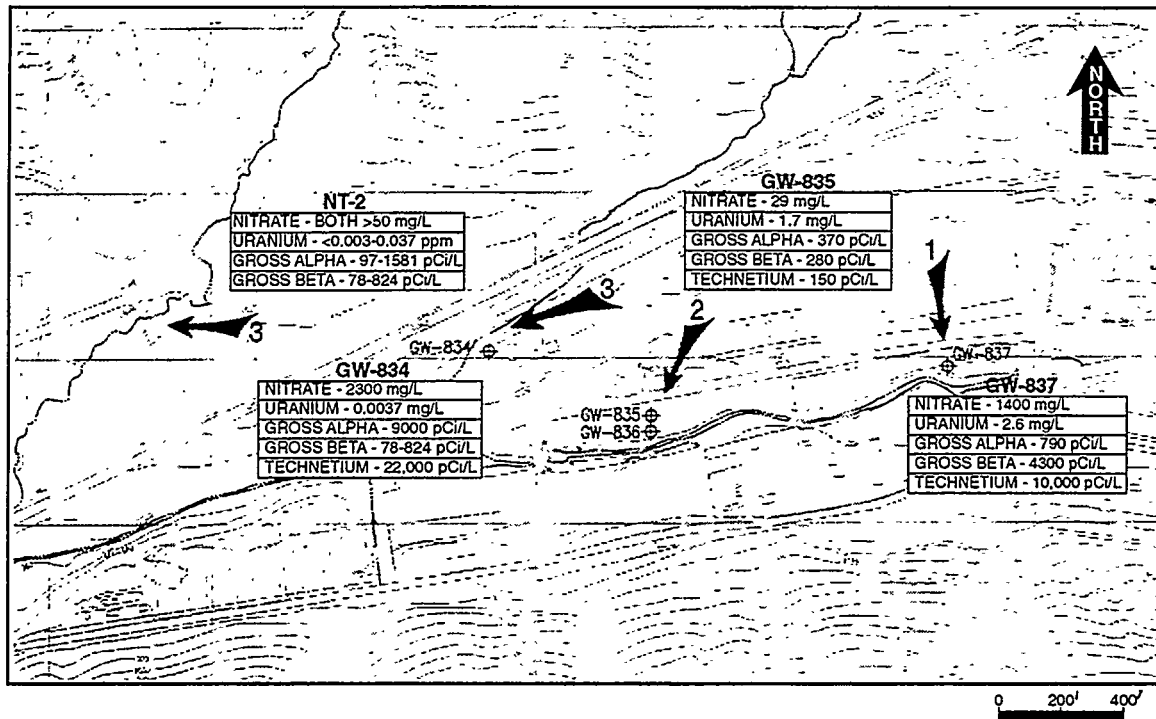 NORTH
NT-2
NITRATE - BOTH >50 mg/L
URANIUM - <0.003-0.037 ppm
GROSS ALPHA - 97-1581 pCi/L
GROSS BETA - 78-824 pCi/L
GW-835
NITRATE - 29 mg/L
URANIUM - 1.7 mg/L
GROSS ALPHA - 370 pCi/L
GROSS BETA - 280 pCi/L
TECHNETIUM - 150 pCi/L
1
3
2
3
GW-834
GW-837
GW-834
NITRATE - 2300 mg/L
URANIUM - 0.0037 mg/L
GROSS ALPHA - 9000 pCi/L
GROSS BETA - 78-824 pCi/L
TECHNETIUM - 22,000 pCi/L
GW-835
GW-836
GW-837
NITRATE - 1400 mg/L
URANIUM - 2.6 mg/L
GROSS ALPHA - 790 pCi/L
GROSS BETA - 4300 pCi/L
TECHNETIUM - 10,000 pCi/L
0 200' 400'